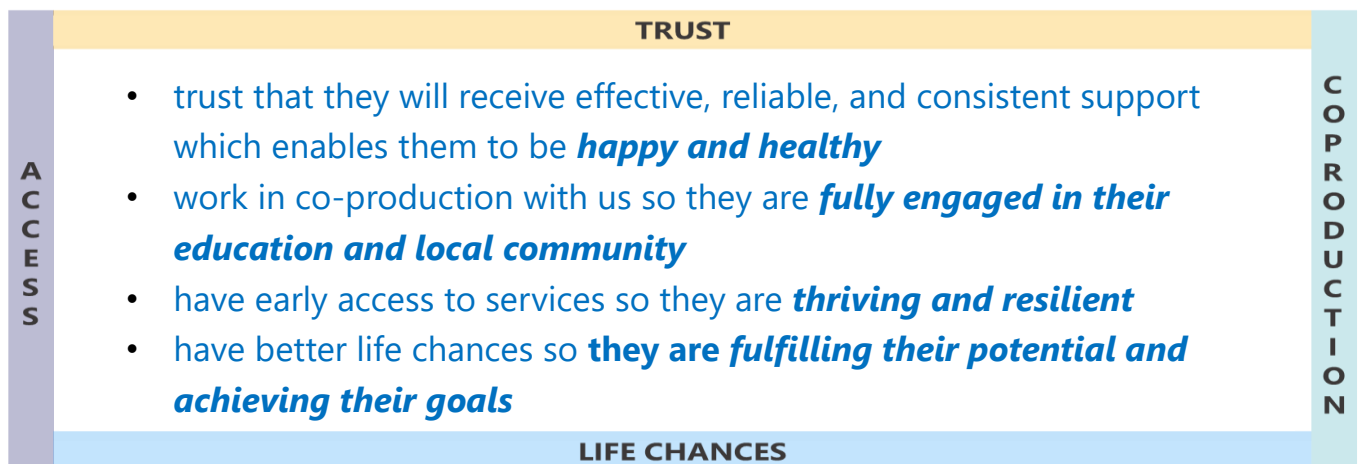 TRUST
ACCESS
• trust that they will receive effective, reliable, and consistent support
which enables them to be happy and healthy
• work in co-production with us so they are fully engaged in their
education and local community
• have early access to services so they are thriving and resilient
• have better life chances so they are fulfilling their potential and
achieving their goals
COPRODUCTION
LIFE CHANCES